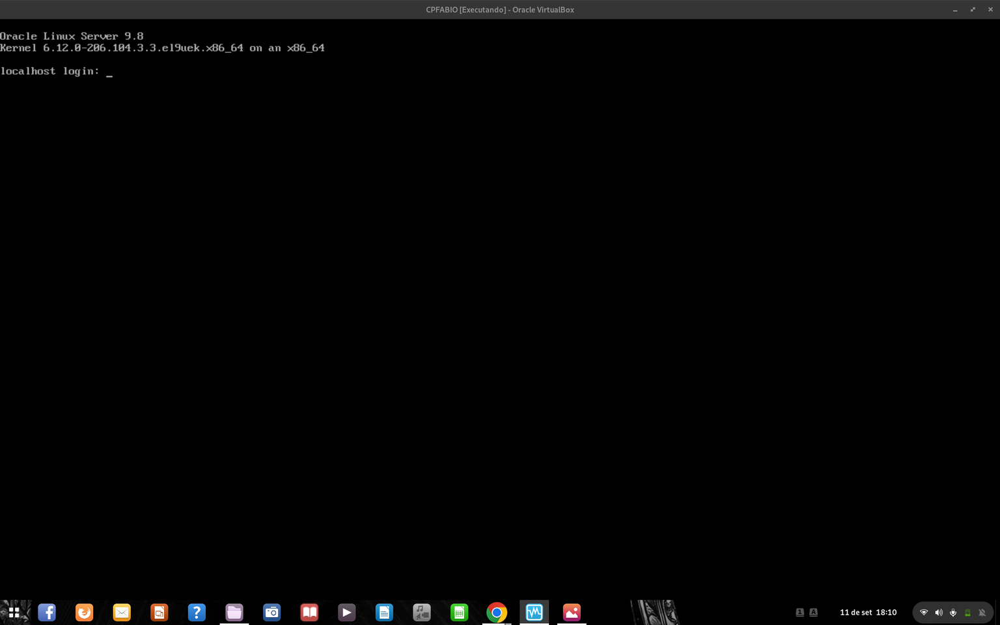 CPFABIO [Executando] - Oracle VirtualBox
Oracle Linux Server 9.8
Kernel 6.12.0-206.104.3.3.el9uek.x86_64 on an x86_64
localhost login: _
1 A 11 de set 18:10